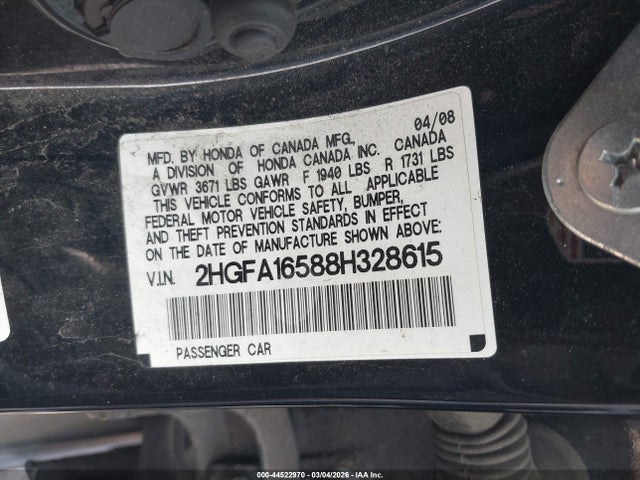 04/08
MFD. BY HONDA OF CANADA MFG.,
A DIVISION OF HONDA CANADA INC. CANADA
GVWR 3671 LBS GAWR F 1940 LBS R 1731 LBS
THIS VEHICLE CONFORMS TO ALL APPLICABLE
FEDERAL MOTOR VEHICLE SAFETY, BUMPER,
AND THEFT PREVENTION STANDARDS IN EFFECT
ON THE DATE OF MANUFACTURE SHOWN ABOVE:
V.I.N. 2HGFA16588H328615
PASSENGER CAR
000-44522970 | 03/04/2026 | IAA Inc.